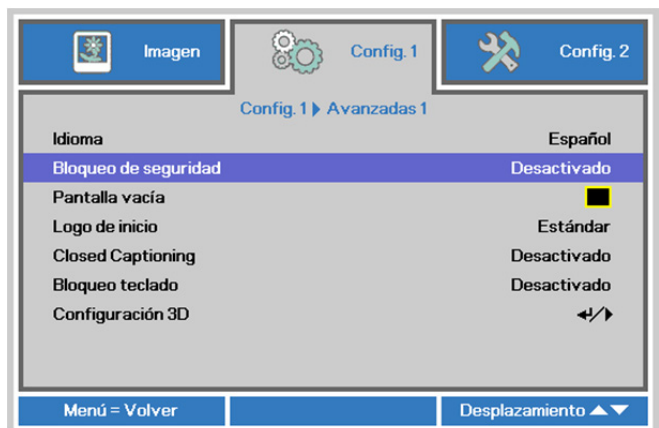 Imagen Config. 1 Config. 2
Config. 1 Avanzadas 1
Idioma Español
Bloqueo de seguridad Desactivado
Pantalla vacía
Logo de inicio Estándar
Closed Captioning Desactivado
Bloqueo teclado Desactivado
Configuración 3D
Menú = Volver Desplazamiento